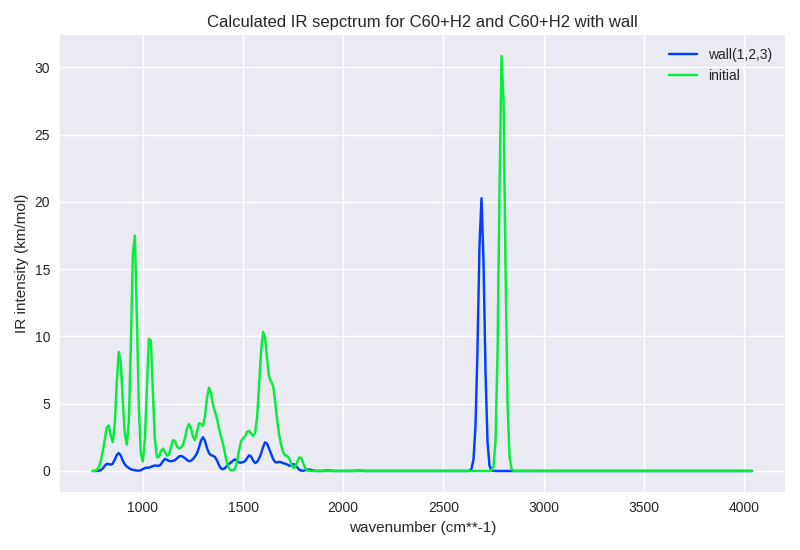 Calculated IR sepctrum for C60+H2 and C60+H2 with wall
wall(1,2,3)
initial
30
25
20
15
10
5
0
IR intensity (km/mol)
1000 1500 2000 2500 3000 3500 4000
wavenumber (cm**-1)